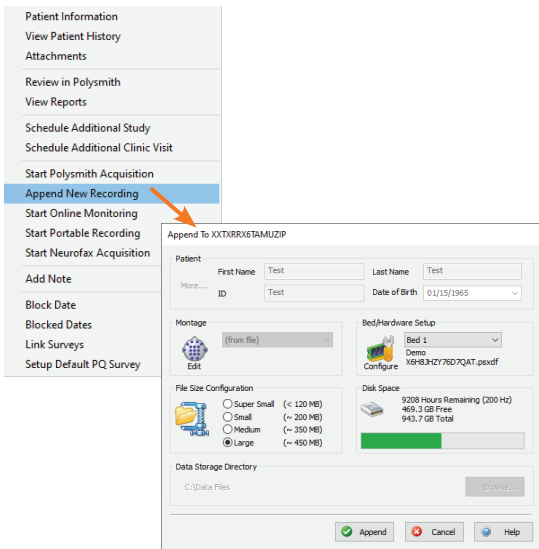 Patient Information
View Patient History
Attachments
Review in Polysmith
View Reports
Schedule Additional Study
Schedule Additional Clinic Visit
Start Polysmith Acquisition
Append New Recording
Start Online Monitoring
Start Portable Recording
Start Neurofax Acquisition
Add Note
Block Date
Blocked Dates
Link Surveys
Setup Default PQ Survey
Append To XXTXRRX6TAMUZIP
Patient
More...
First Name Test Last Name Test
ID Test Date of Birth 01/15/1965
Montage
(from file)
Edit
Bed/Hardware Setup
Bed 1
Demo
X6H8JHZY76D7QAT.psxdf
Configure
File Size Configuration
Super Small (< 120 MB)
Small (~ 200 MB)
Medium (~ 350 MB)
Large (~ 450 MB)
Disk Space
9208 Hours Remaining (200 Hz)
469.3 GB Free
943.7 GB Total
Data Storage Directory
C:\Data Files Browse...
Append Cancel Help